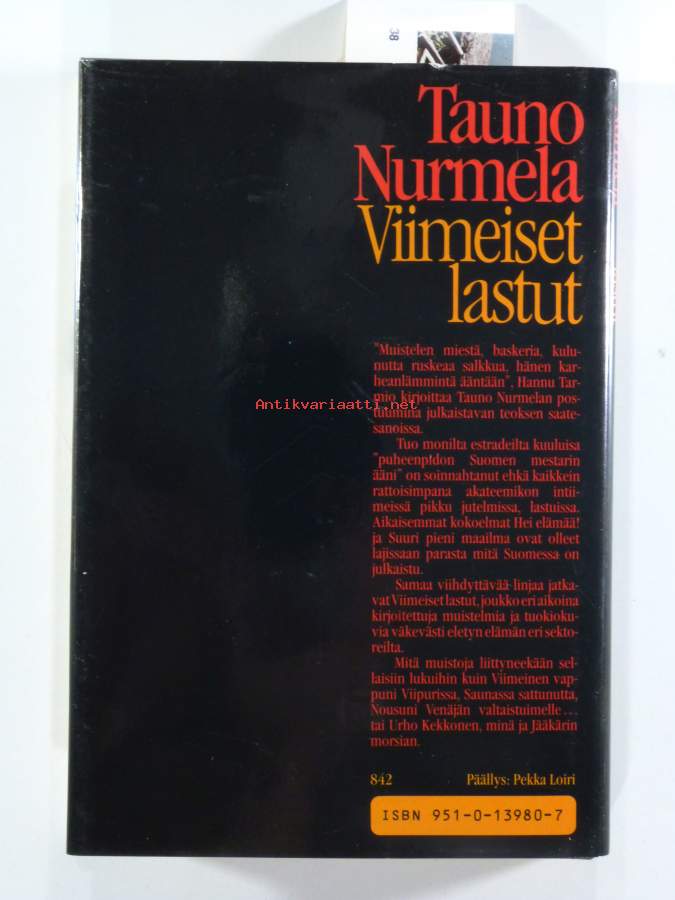 38
Tauno
Nurmela
Viimeiset
lastut
"Muistelen miestä, baskeria, kulu-
nutta ruskeaa salkkua, hänen kar-
heanlämmintä ääntään", Hannu Tar-
mio kirjoittaa Tauno Nurmelan pos-
tuumina julkaistavan teoksen saate-
sanoissa.
Antikvariaatti.net
Tuo monilta estradeilta kuuluisa
"puheenpidon Suomen mestarin
ääni" on soinnahtanut ehkä kaikkein
rattoisimpana akateemikon intii-
meissä pikku jutelmissa, lastuissa.
Aikaisemmat kokoelmat Hei elämää!
ja Suuri pieni maailma ovat olleet
lajissaan parasta mitä Suomessa on
julkaistu.
Samaa viihdyttävää linjaa jatka-
vat Viimeiset lastut, joukko eri aikoina
kirjoitettuja muistelmia ja tuokioku-
via väkevästi eletyn elämän eri sekto-
reilta.
Mitä muistoja liittyneekään sel-
laisiin lukuihin kuin Viimeinen vap-
puni Viipurissa, Saunassa sattunutta,
Nousuni Venäjän valtaistuimelle...
tai Urho Kekkonen, minä ja Jääkärin
morsian.
842 Päällys: Pekka Loiri
ISBN 951-0-13980-7